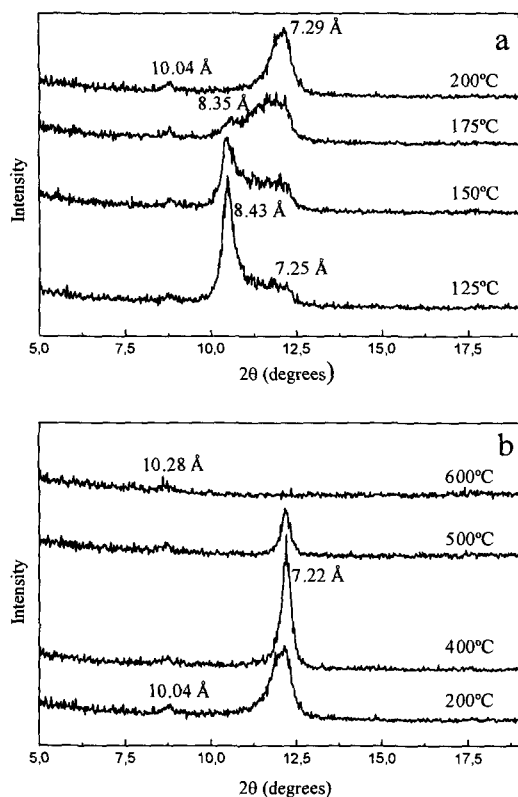 a
7.29 Å
10.04 Å
200ºC
8.35 Å
175ºC
150ºC
8.43 Å
7.25 Å
125ºC
Intensity
5,0 7,5 10,0 12,5 15,0 17,5
2θ (degrees)
b
10.28 Å
600ºC
500ºC
7.22 Å
400ºC
10.04 Å
200ºC
Intensity
5,0 7,5 10,0 12,5 15,0 17,5
2θ (degrees)